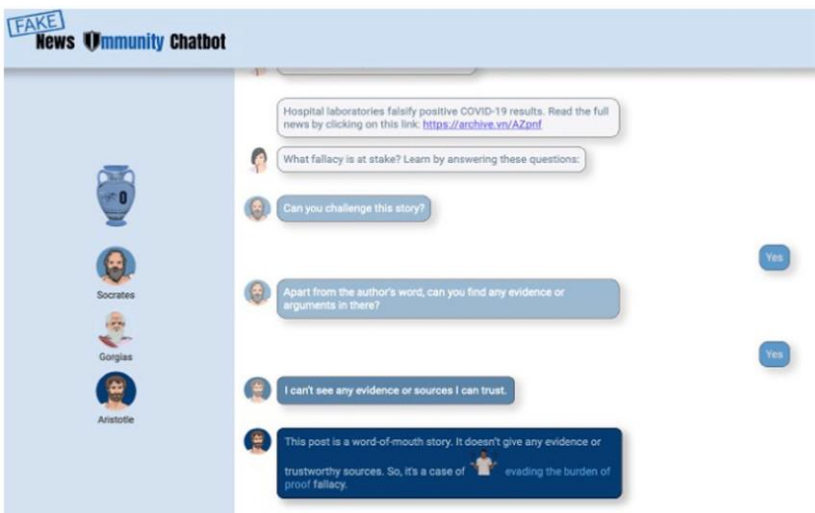 FAKE
News Ummunity Chatbot
Hospital laboratories falsify positive COVID-19 results. Read the full
news by clicking on this link: https://archive.vn/AZpnf
What fallacy is at stake? Learn by answering these questions:
Can you challenge this story?
Yes
Apart from the author's word, can you find any evidence or
arguments in there?
Yes
I can't see any evidence or sources I can trust.
This post is a word-of-mouth story. It doesn't give any evidence or
trustworthy sources. So, it's a case of evading the burden of
proof fallacy.
0
Socrates
Gorgias
Aristotle